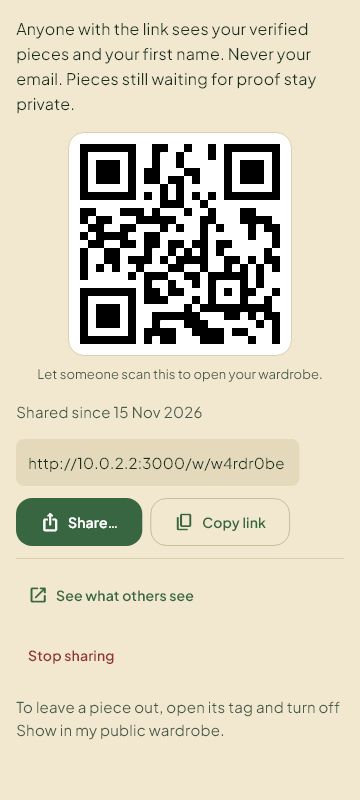 Anyone with the link sees your verified
pieces and your first name. Never your
email. Pieces still waiting for proof stay
private.
Let someone scan this to open your wardrobe.
Shared since 15 Nov 2026
http://10.0.2.2:3000/w/w4rdr0be
Share…
Copy link
See what others see
Stop sharing
To leave a piece out, open its tag and turn off
Show in my public wardrobe.